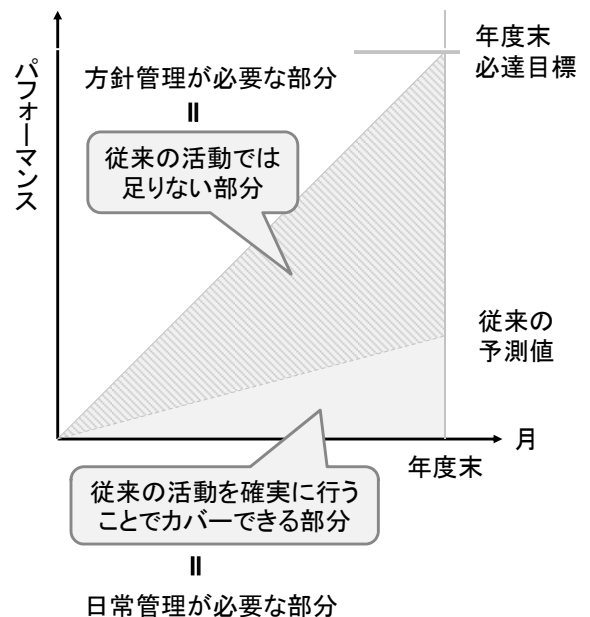 年度末
必達目標
パフォーマンス
方針管理が必要な部分
=
従来の活動では
足りない部分
従来の
予測値
月
年度末
従来の活動を確実に行う
ことでカバーできる部分
=
日常管理が必要な部分